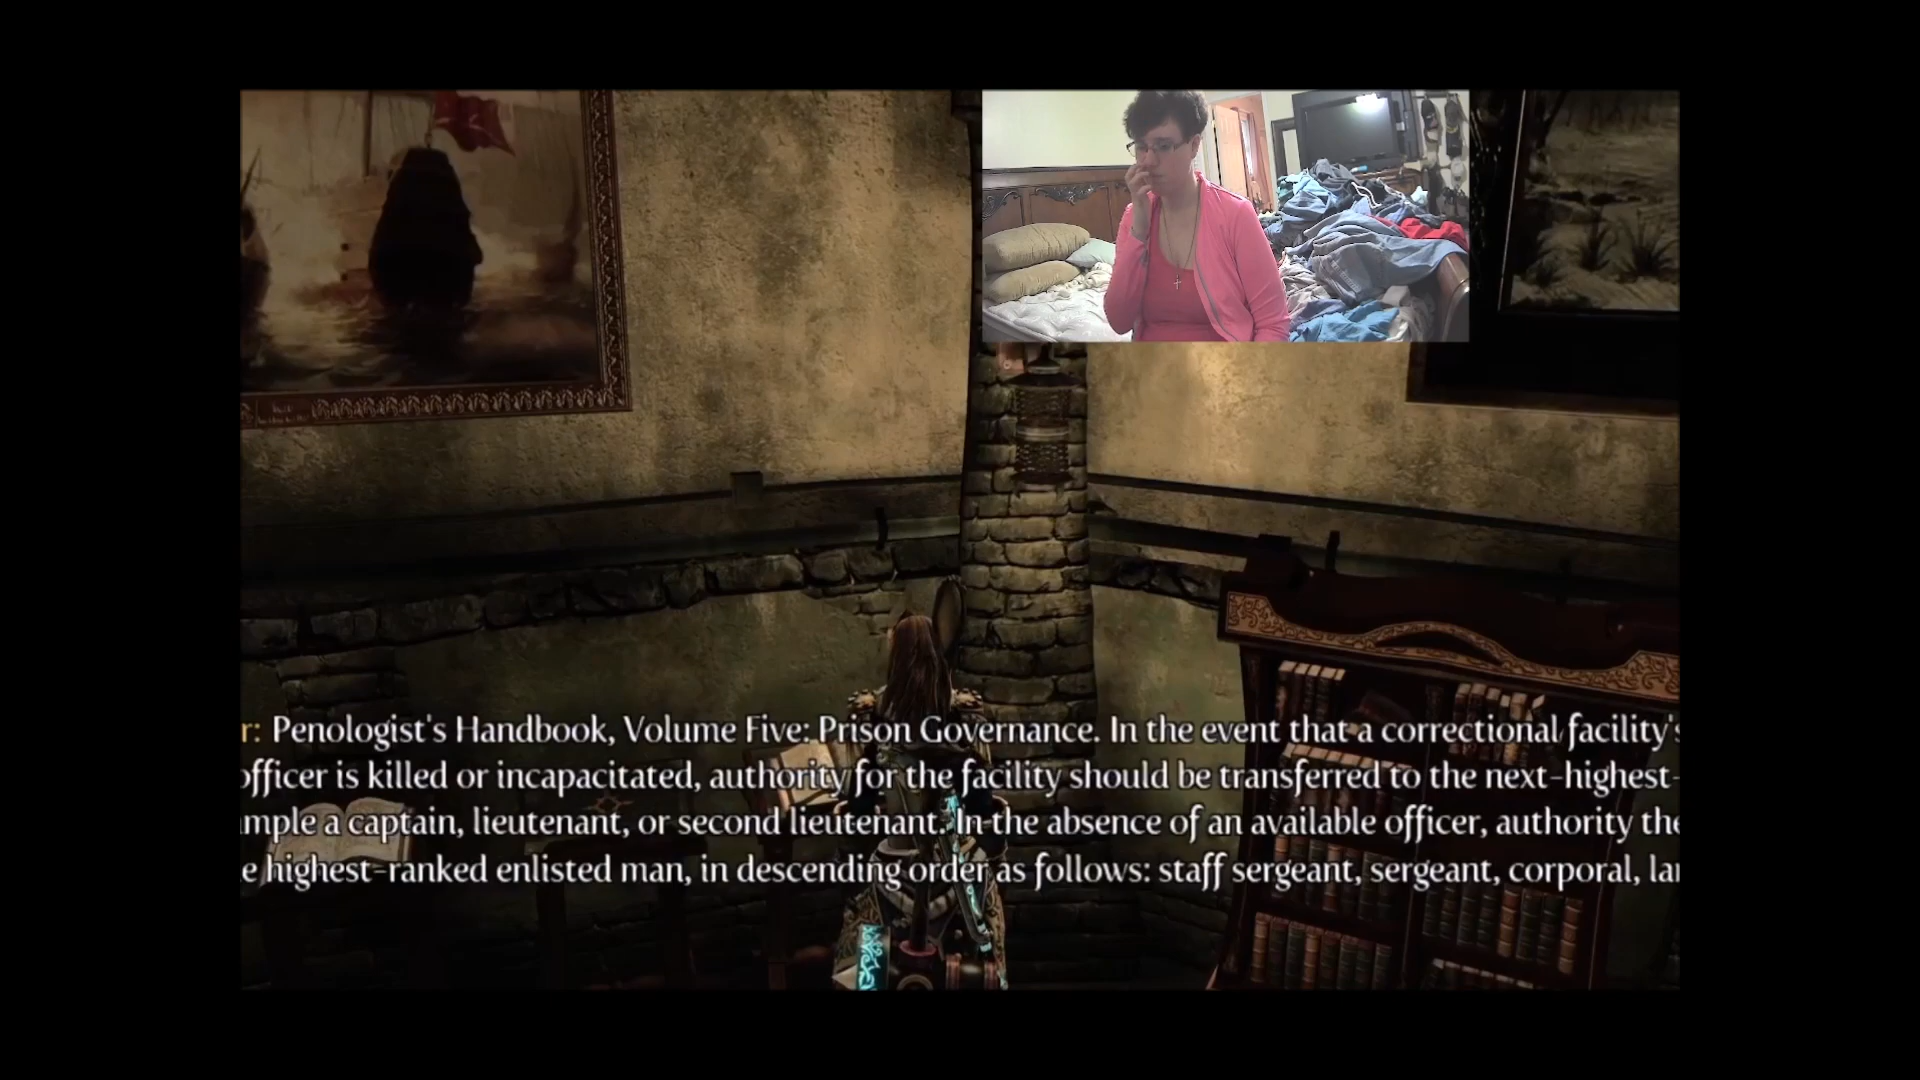 r: Penologist's Handbook, Volume Five: Prison Governance. In the event that a correctional facility's
officer is killed or incapacitated, authority for the facility should be transferred to the next-highest-
mple a captain, lieutenant, or second lieutenant. In the absence of an available officer, authority the
e highest-ranked enlisted man, in descending order as follows: staff sergeant, sergeant, corporal, lan